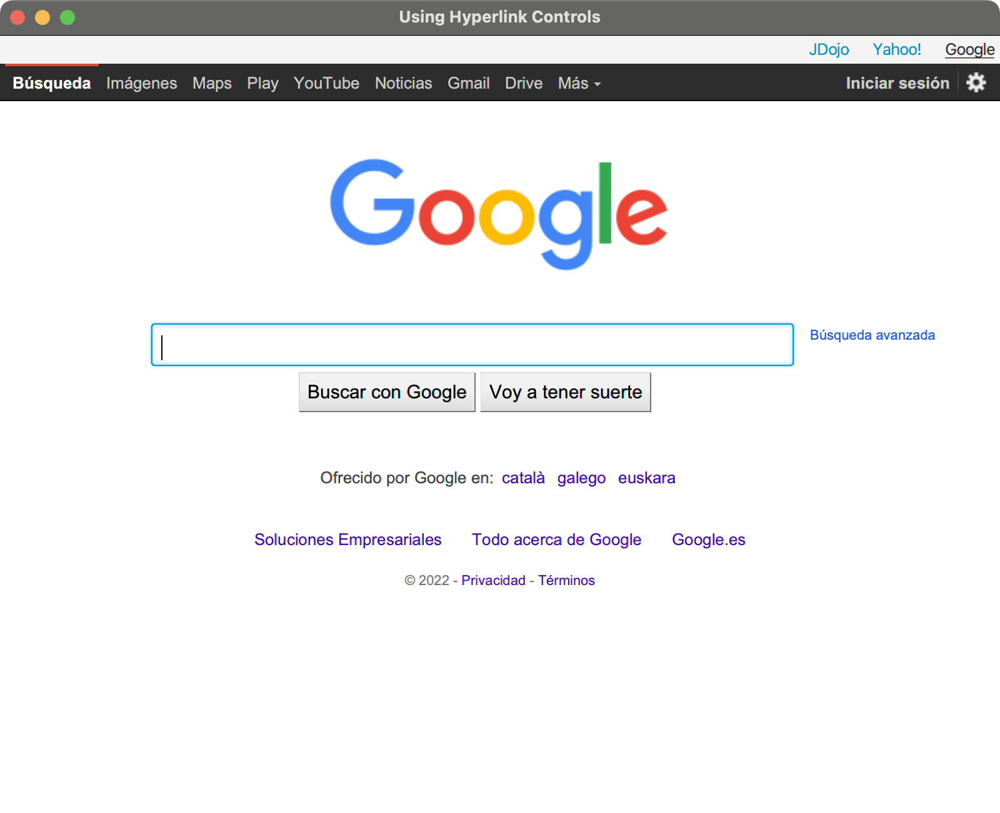 Using Hyperlink Controls
JDojo Yahoo! Google
Búsqueda Imágenes Maps Play YouTube Noticias Gmail Drive Más Iniciar sesión
Google
Búsqueda avanzada
Buscar con Google Voy a tener suerte
Ofrecido por Google en: català galego euskara
Soluciones Empresariales Todo acerca de Google Google.es
© 2022 - Privacidad - Términos